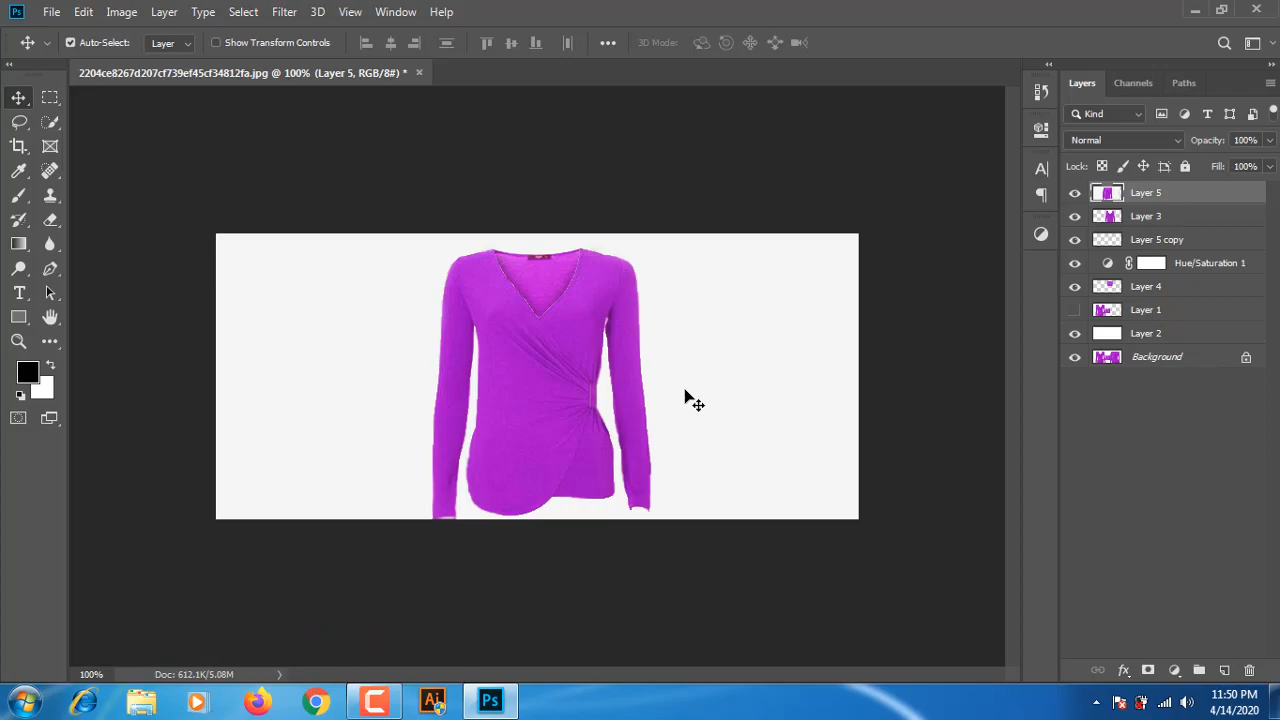 Ps File Edit Image Layer Type Select Filter 3D View Window Help
Auto-Select: Layer Show Transform Controls 3D Mode:
2204ce8267d207cf739ef45cf34812fa.jpg @ 100% (Layer 5, RGB/8#) *
Layers Channels Paths
Kind
Normal Opacity: 100%
Lock: Fill: 100%
Layer 5
Layer 3
Layer 5 copy
Hue/Saturation 1
Layer 4
Layer 1
Layer 2
Background
100% Doc: 612.1K/5.08M
Ai Ps
11:50 PM
4/14/2020